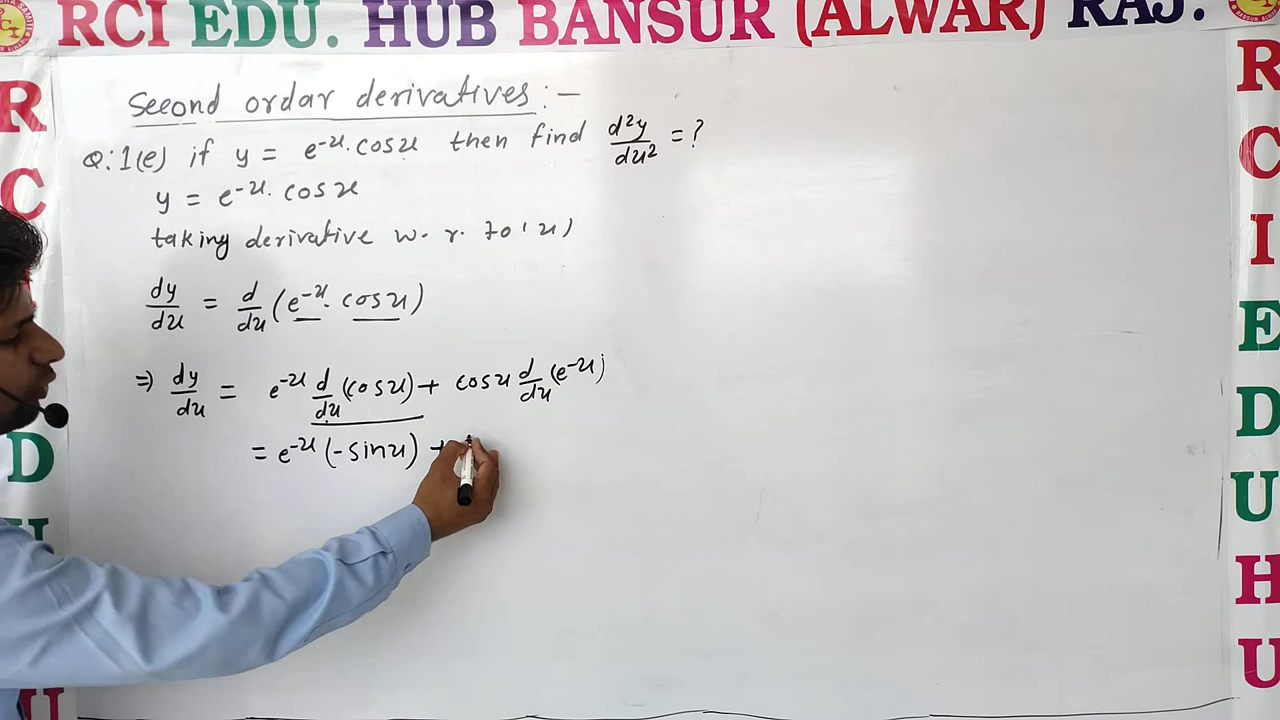 RCI EDU. HUB BANSUR (ALWAR) RAJ.
Second ordar derivatives :-
Q:1(e) if y = e^-x. cosx then find d²y/dx² = ?
y = e^-x. cosx
taking derivative w. r. to (x)
dy/dx = d/dx (e^-x. cosx)
⇒ dy/dx = e^-x d/dx (cosx) + cosx d/dx (e^-x)
= e^-x (-sinx) +
R
C
D
U
R
C
I
E
D
U
H
U